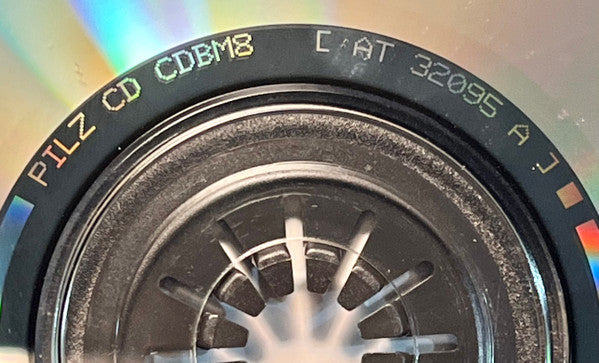 PILZ CD CDBM8 [ AT 32095 A ]